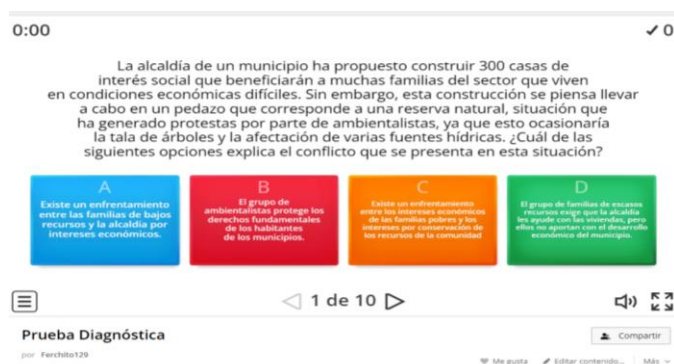 0:00
✓ 0
La alcaldía de un municipio ha propuesto construir 300 casas de
interés social que beneficiarán a muchas familias del sector que viven
en condiciones económicas difíciles. Sin embargo, esta construcción se piensa llevar
a cabo en un pedazo que corresponde a una reserva natural, situación que
ha generado protestas por parte de ambientalistas, ya que esto ocasionaría
la tala de árboles y la afectación de varias fuentes hídricas. ¿Cuál de las
siguientes opciones explica el conflicto que se presenta en esta situación?
A
Existe un enfrentamiento
entre las familias de bajos
recursos y la alcaldía por
intereses económicos.
B
El grupo de
ambientalistas protege los
derechos fundamentales
de los habitantes
de los municipios.
C
Existe un enfrentamiento
entre los intereses económicos
de las familias pobres y los
intereses por conservación de
los recursos de la comunidad
D
El grupo de familias de escasos
recursos exige que la alcaldía
les ayude con las viviendas, pero
ellos no aportan con el desarrollo
económico del municipio.
1 de 10
Prueba Diagnóstica
Compartir
por Ferchito129
Me gusta
Editar contenido...
Más